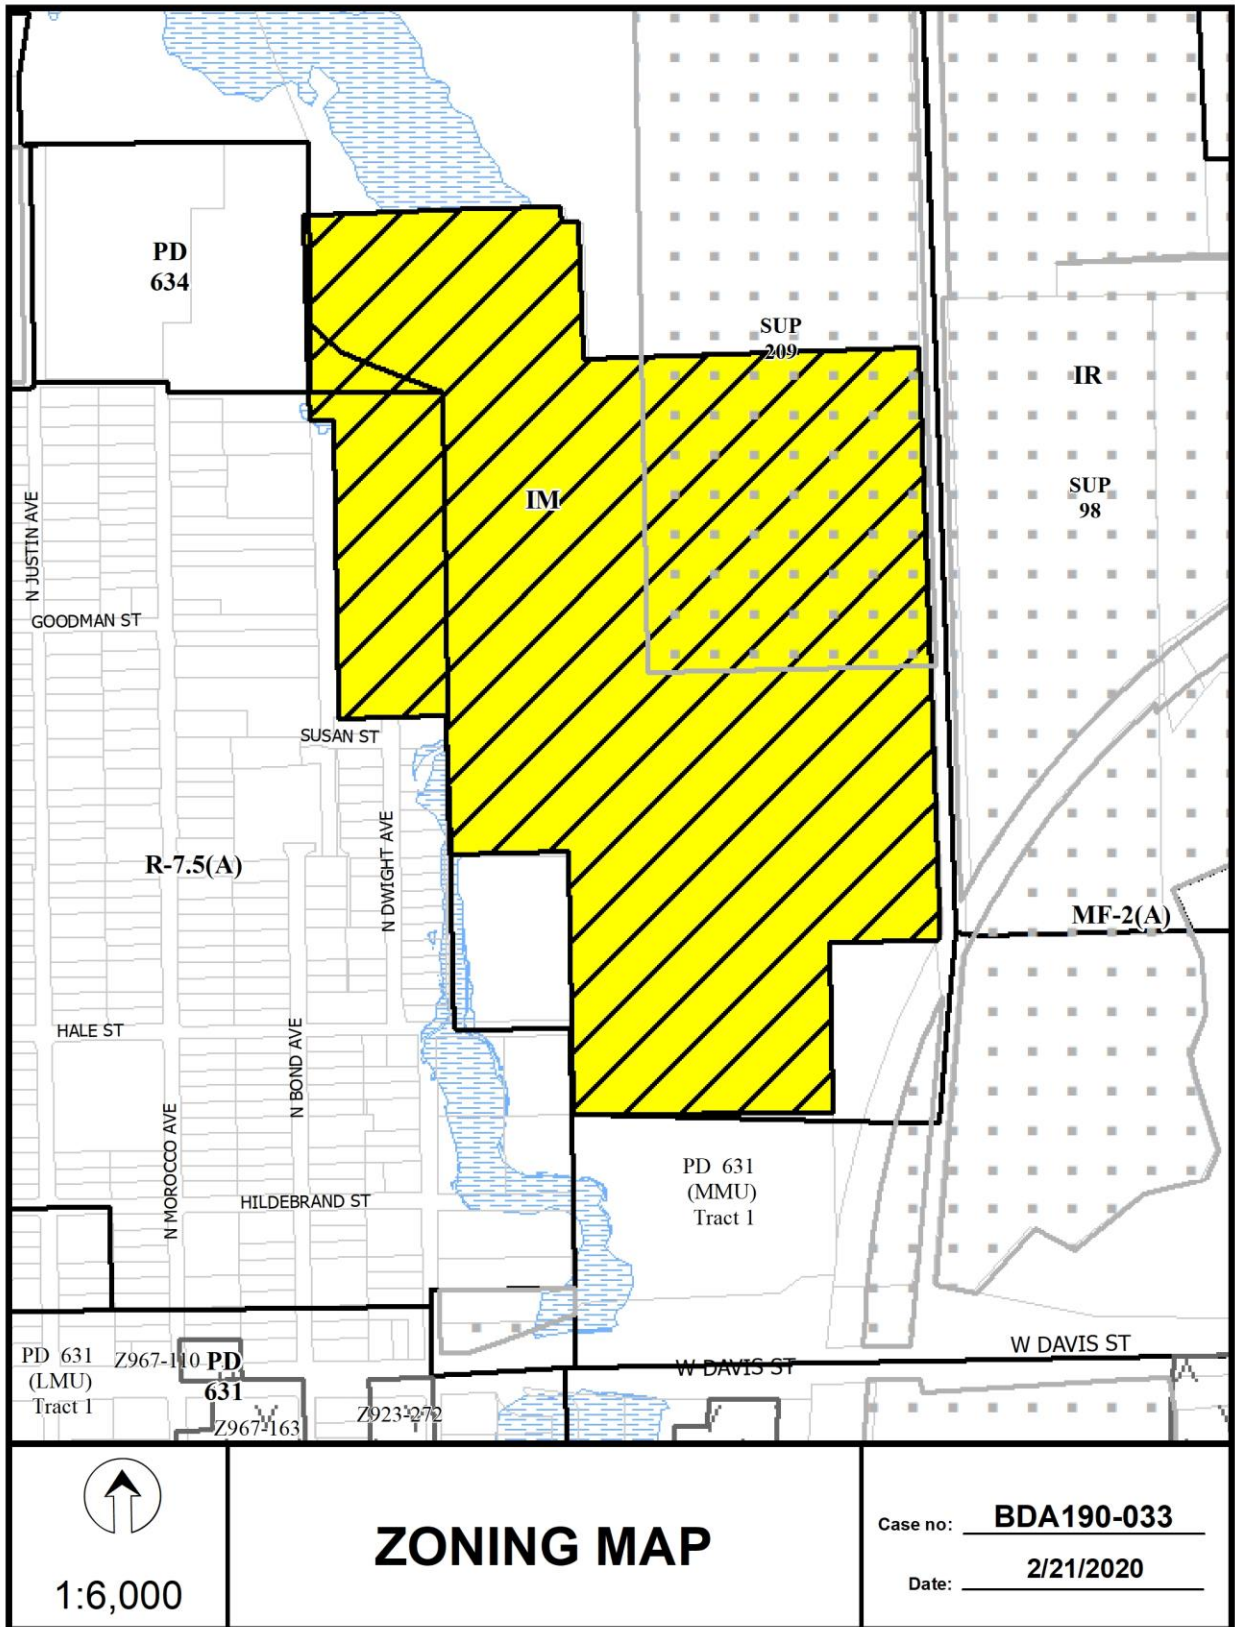 PD
634
SUP
209
IR
SUP
98
IM
N JUSTIN AVE
GOODMAN ST
SUSAN ST
N DWIGHT AVE
R-7.5(A)
MF-2(A)
HALE ST
N BOND AVE
N MOROCCO AVE
HILDEBRAND ST
PD 631
(MMU)
Tract 1
W DAVIS ST
W DAVIS ST
PD 631
(LMU)
Tract 1
Z967-110
PD
631
Z967-163
Z923-272
1:6,000
ZONING MAP
Case no: BDA190-033
Date: 2/21/2020